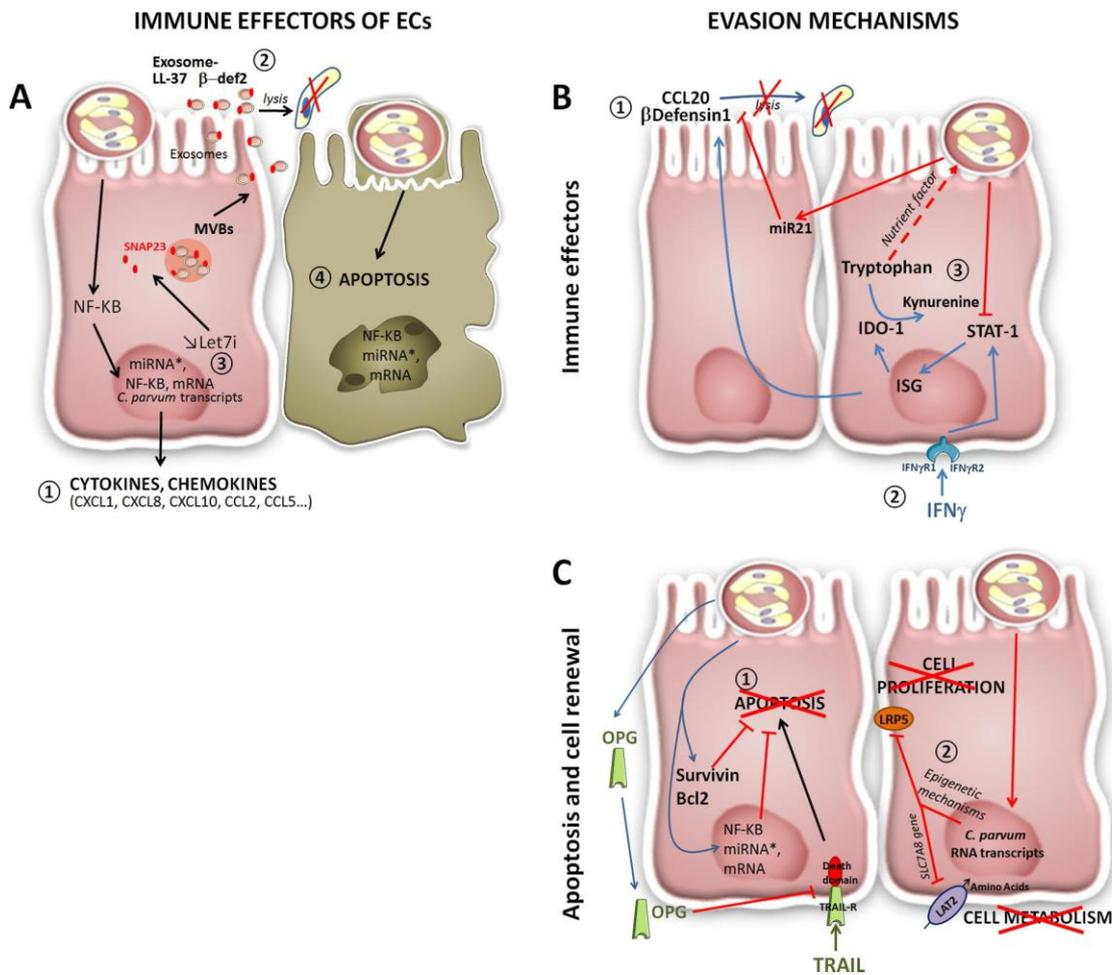 IMMUNE EFFECTORS OF ECs
EVASION MECHANISMS
A
Exosome-
LL-37 β–def2
②
lysis
Exosomes
MVBs
SNAP23
NF-KB
↘Let7i
③
miRNA*,
NF-KB, mRNA
C. parvum transcripts
① CYTOKINES, CHEMOKINES
(CXCL1, CXCL8, CXCL10, CCL2, CCL5...)
④ APOPTOSIS
NF-KB
miRNA*,
mRNA
Immune effectors
B
① CCL20
βDefensin1
lysis
miR21
Nutrient factor
Tryptophan
③
Kynurenine
IDO-1
STAT-1
ISG
IFNγR1
IFNγR2
②
IFNγ
Apoptosis and cell renewal
C
①
APOPTOSIS
OPG
Survivin
Bcl2
NF-KB
miRNA*,
mRNA
Death
domain
TRAIL-R
OPG
TRAIL
CELL
PROLIFERATION
LRP5
②
Epigenetic
mechanisms
SLC7A8 gene
C. parvum
RNA transcripts
Amino Acids
LAT2
CELL METABOLISM